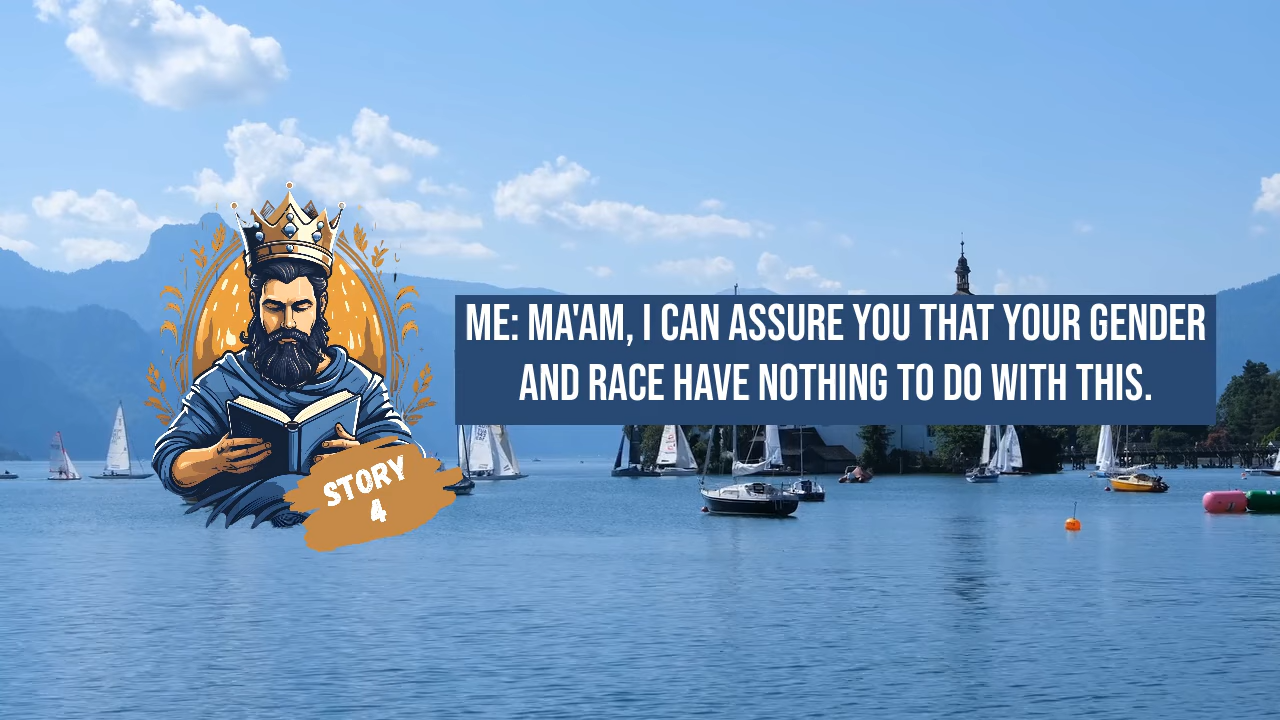 ME: MA'AM, I CAN ASSURE YOU THAT YOUR GENDER
AND RACE HAVE NOTHING TO DO WITH THIS.
STORY
4